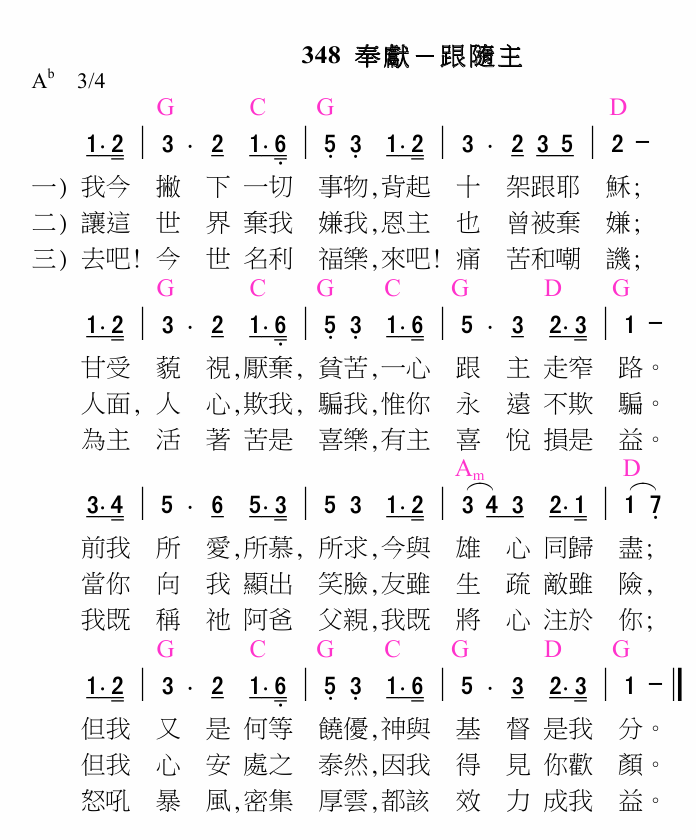 348 奉獻－跟隨主
A♭ 3/4
G C G D
1·2 | 3 · 2 1·6 | 5 3 1·2 | 3 · 2 3 5 | 2 －
一) 我今 撇 下 一切 事物,背起 十 架跟耶 穌;
二) 讓這 世 界 棄我 嫌我,恩主 也 曾被棄 嫌;
三) 去吧! 今 世 名利 福樂,來吧! 痛 苦和嘲 譏;
G C G C G D G
1·2 | 3 · 2 1·6 | 5 3 1·6 | 5 · 3 2·3 | 1 －
甘受 藐 視,厭棄, 貧苦,一心 跟 主 走窄 路。
人面, 人 心,欺我, 騙我,惟你 永 遠 不欺 騙。
為主 活 著 苦是 喜樂,有主 喜 悅 損是 益。
Am D
3·4 | 5 · 6 5·3 | 5 3 1·2 | 3 4 3 2·1 | 1 7
前我 所 愛,所慕, 所求,今與 雄 心 同歸 盡;
當你 向 我 顯出 笑臉,友雖 生 疏 敵雖 險,
我既 稱 祂 阿爸 父親,我既 將 心 注於 你;
G C G C G D G
1·2 | 3 · 2 1·6 | 5 3 1·6 | 5 · 3 2·3 | 1 － ‖
但我 又 是 何等 饒優,神與 基 督 是我 分。
但我 心 安 處之 泰然,因我 得 見 你歡 顏。
怒吼 暴 風,密集 厚雲,都該 效 力 成我 益。